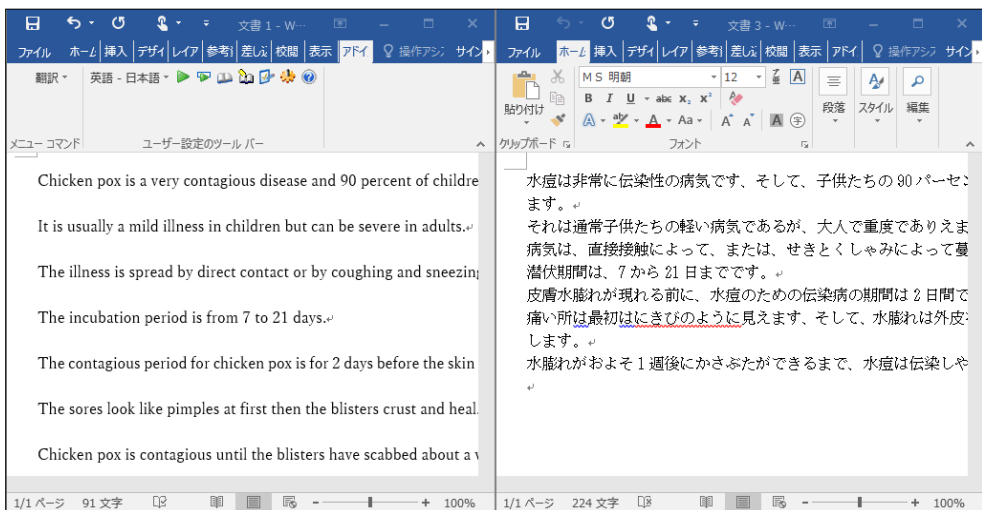 文書 1 - W…
ファイル ホーム 挿入 デザイ レイア 参考 差し込 校閲 表示 アドイ 操作アシ サイン
翻訳 英語 - 日本語
メニュー コマンド ユーザー設定のツール バー
Chicken pox is a very contagious disease and 90 percent of childre
It is usually a mild illness in children but can be severe in adults.
The illness is spread by direct contact or by coughing and sneezing
The incubation period is from 7 to 21 days.
The contagious period for chicken pox is for 2 days before the skin
The sores look like pimples at first then the blisters crust and heal.
Chicken pox is contagious until the blisters have scabbed about a
1/1 ページ 91 文字 100%
文書 3 - W…
ファイル ホーム 挿入 デザイ レイア 参考 差し込 校閲 表示 アドイ 操作アシ サイン
貼り付け
ＭＳ 明朝 12
B I U abc X₂ X² A
A aby A Aa A A A 字
段落 スタイル 編集
クリップボード フォント
水痘は非常に伝染性の病気です、そして、子供たちの 90 パーセン
ます。
それは通常子供たちの軽い病気であるが、大人で重度でありえま
病気は、直接接触によって、または、せきとくしゃみによって蔓
潜伏期間は、7 から 21 日までです。
皮膚水膨れが現れる前に、水痘のための伝染病の期間は 2 日間で
痛い所は最初はにきびのように見えます、そして、水膨れは外皮を
します。
水膨れがおよそ 1 週後にかさぶたができるまで、水痘は伝染しや
1/1 ページ 224 文字 100%